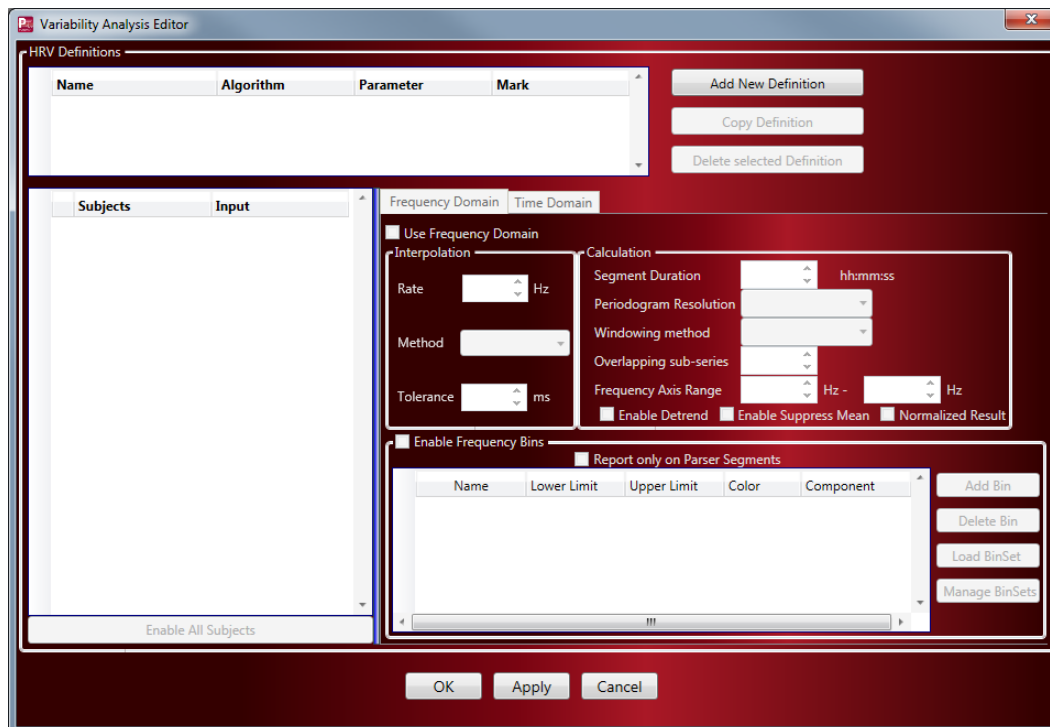 Variability Analysis Editor
HRV Definitions
Name Algorithm Parameter Mark
Add New Definition
Copy Definition
Delete selected Definition
Subjects Input
Enable All Subjects
Frequency Domain Time Domain
Use Frequency Domain
Interpolation
Rate Hz
Method
Tolerance ms
Calculation
Segment Duration hh:mm:ss
Periodogram Resolution
Windowing method
Overlapping sub-series
Frequency Axis Range Hz - Hz
Enable Detrend Enable Suppress Mean Normalized Result
Enable Frequency Bins
Report only on Parser Segments
Name Lower Limit Upper Limit Color Component
Add Bin
Delete Bin
Load BinSet
Manage BinSets
OK Apply Cancel